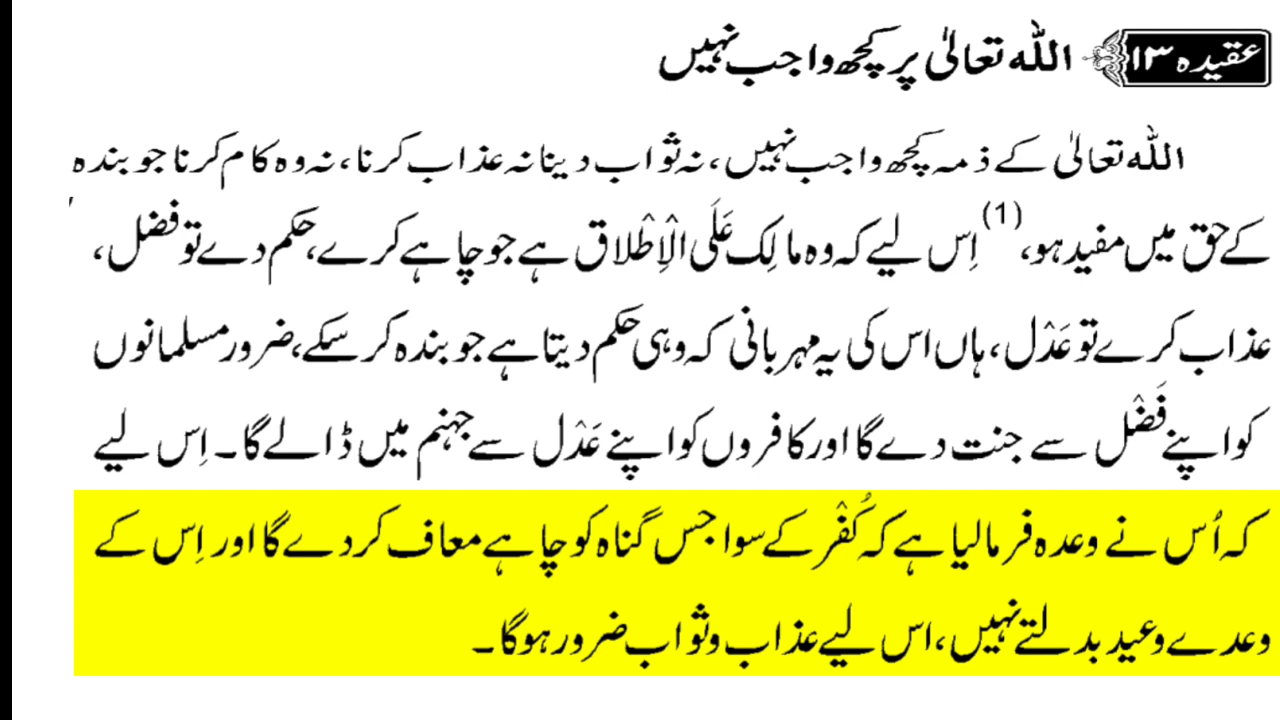 عقیدہ ۱۳ اللہ تعالیٰ پر کچھ واجب نہیں
اللہ تعالیٰ کے ذمہ کچھ واجب نہیں، نہ ثواب دینا نہ عذاب کرنا، نہ وہ کام کرنا جو بندہ
کے حق میں مفید ہو،(1) اِس لیے کہ وہ مالِک عَلَی الْاِطْلاق ہے جو چاہے کرے، حکم دے تو فضل،
عذاب کرے تو عَدْل، ہاں اس کی یہ مہربانی کہ وہی حکم دیتا ہے جو بندہ کر سکے، ضرور مسلمانوں
کو اپنے فَضْل سے جنت دے گا اور کافروں کو اپنے عَدْل سے جہنم میں ڈالے گا۔ اِس لیے
کہ اُس نے وعدہ فرما لیا ہے کہ کُفْر کے سوا جس گناہ کو چاہے معاف کر دے گا اور اِس کے
وعدے وعید بدلتے نہیں، اس لیے عذاب و ثواب ضرور ہوگا۔